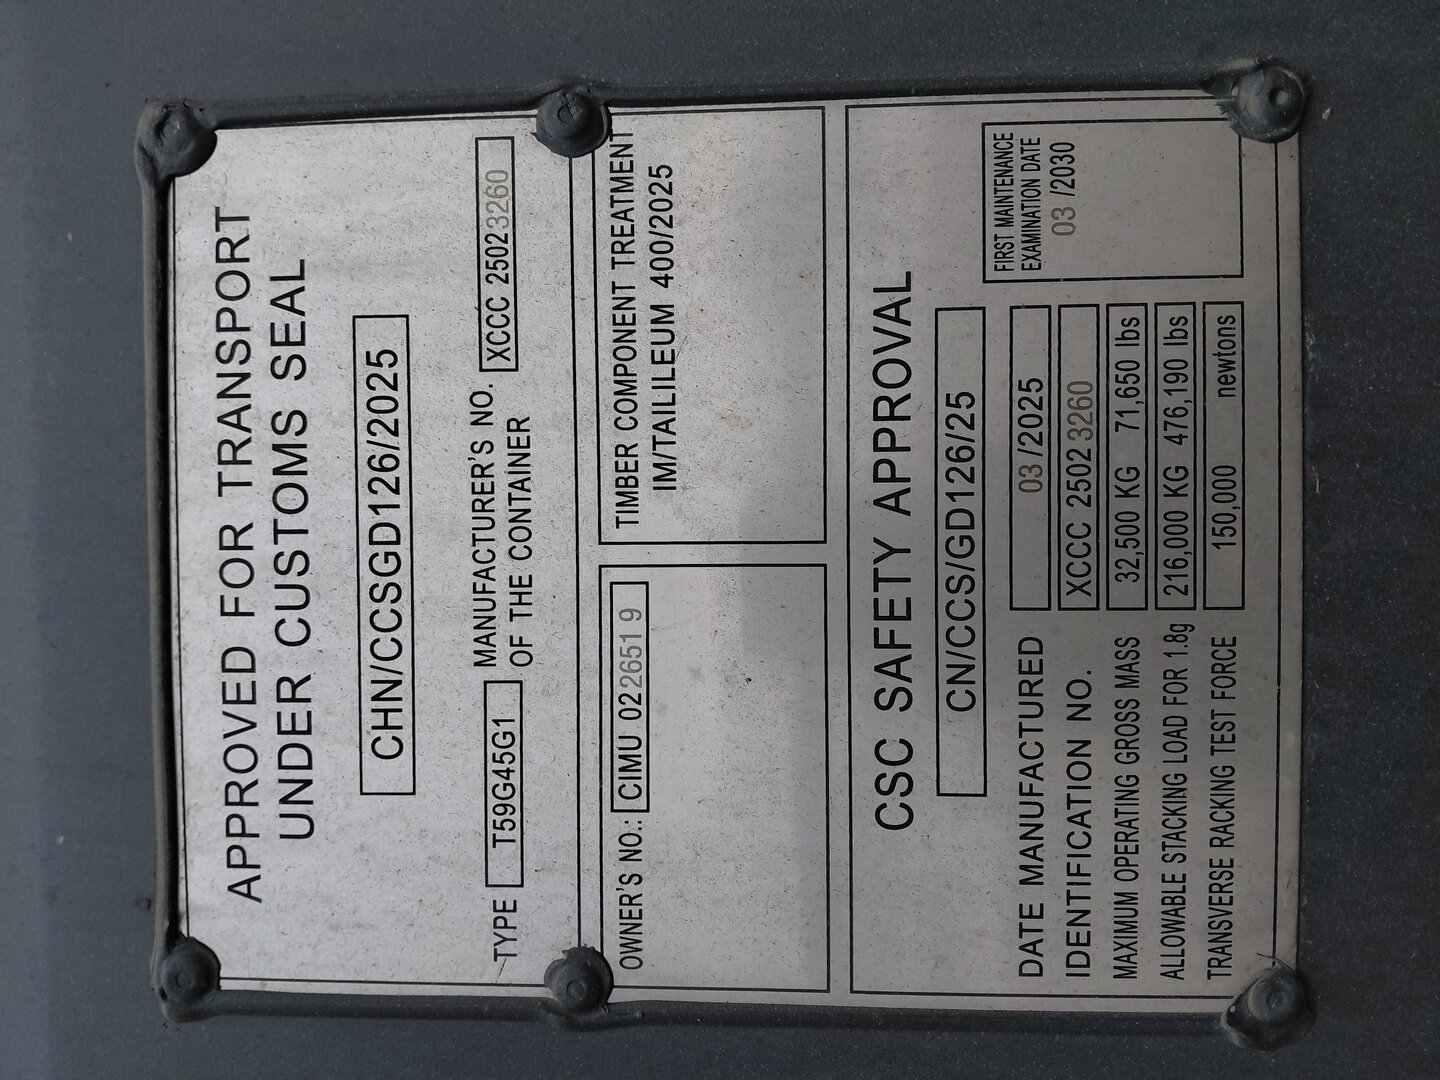 APPROVED FOR TRANSPORT
UNDER CUSTOMS SEAL
CHN/CCSGD126/2025
TYPE T59G45G1 MANUFACTURER'S NO. XCCC 25023260
OF THE CONTAINER
OWNER'S NO.: CIMU 022651 9
TIMBER COMPONENT TREATMENT
IM/TAILILEUM 400/2025
CSC SAFETY APPROVAL
CN/CCS/GD126/25
DATE MANUFACTURED 03 /2025
IDENTIFICATION NO. XCCC 25023260
MAXIMUM OPERATING GROSS MASS 32,500 KG 71,650 lbs
ALLOWABLE STACKING LOAD FOR 1.8g 216,000 KG 476,190 lbs
TRANSVERSE RACKING TEST FORCE 150,000 newtons
FIRST MAINTENANCE
EXAMINATION DATE
03 /2030